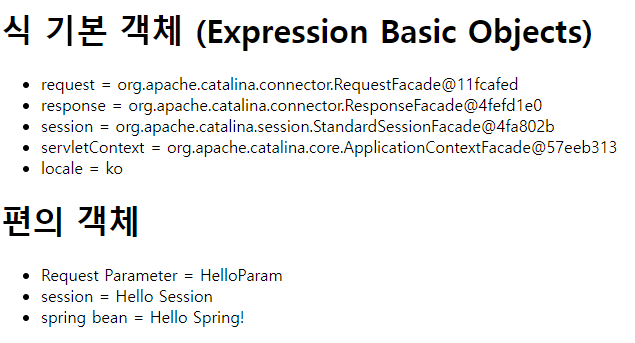 식 기본 객체 (Expression Basic Objects)
request = org.apache.catalina.connector.RequestFacade@11fcafed
response = org.apache.catalina.connector.ResponseFacade@4fefd1e0
session = org.apache.catalina.session.StandardSessionFacade@4fa802b
servletContext = org.apache.catalina.core.ApplicationContextFacade@57eeb313
locale = ko
편의 객체
Request Parameter = HelloParam
session = Hello Session
spring bean = Hello Spring!